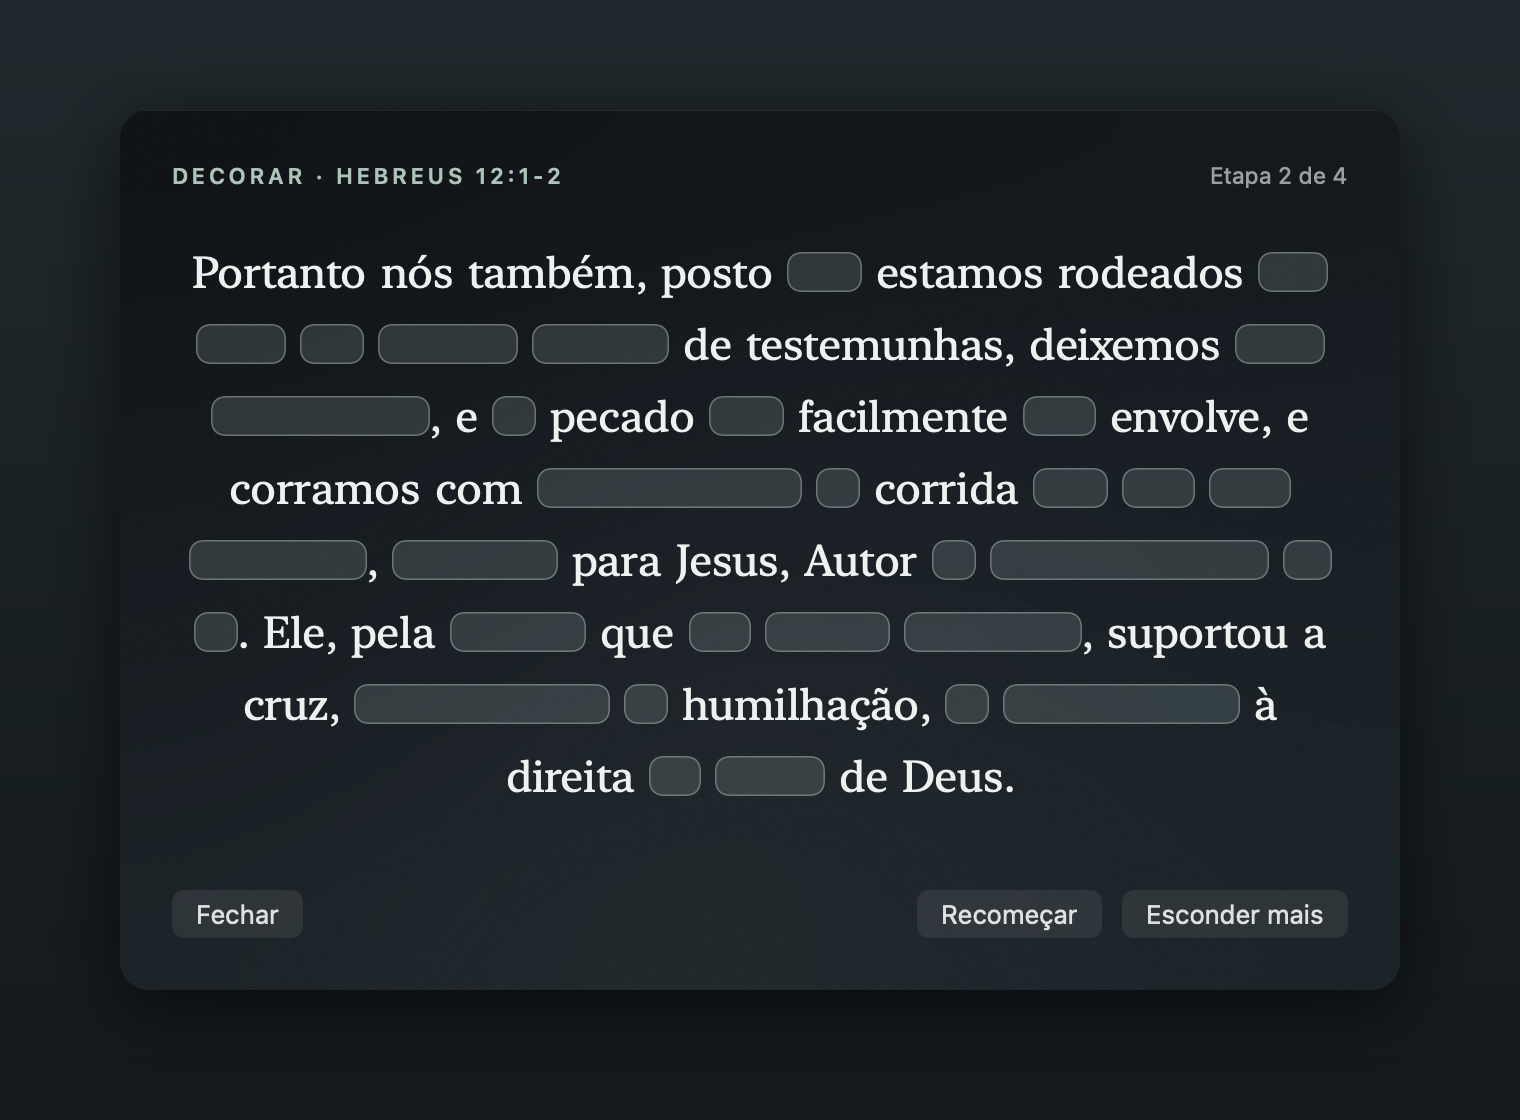 DECORAR · HEBREUS 12:1-2
Etapa 2 de 4
Portanto nós também, posto estamos rodeados
de testemunhas, deixemos
, e pecado facilmente envolve, e
corramos com corrida
, para Jesus, Autor
. Ele, pela que , suportou a
cruz, humilhação, à
direita de Deus.
Fechar
Recomeçar
Esconder mais